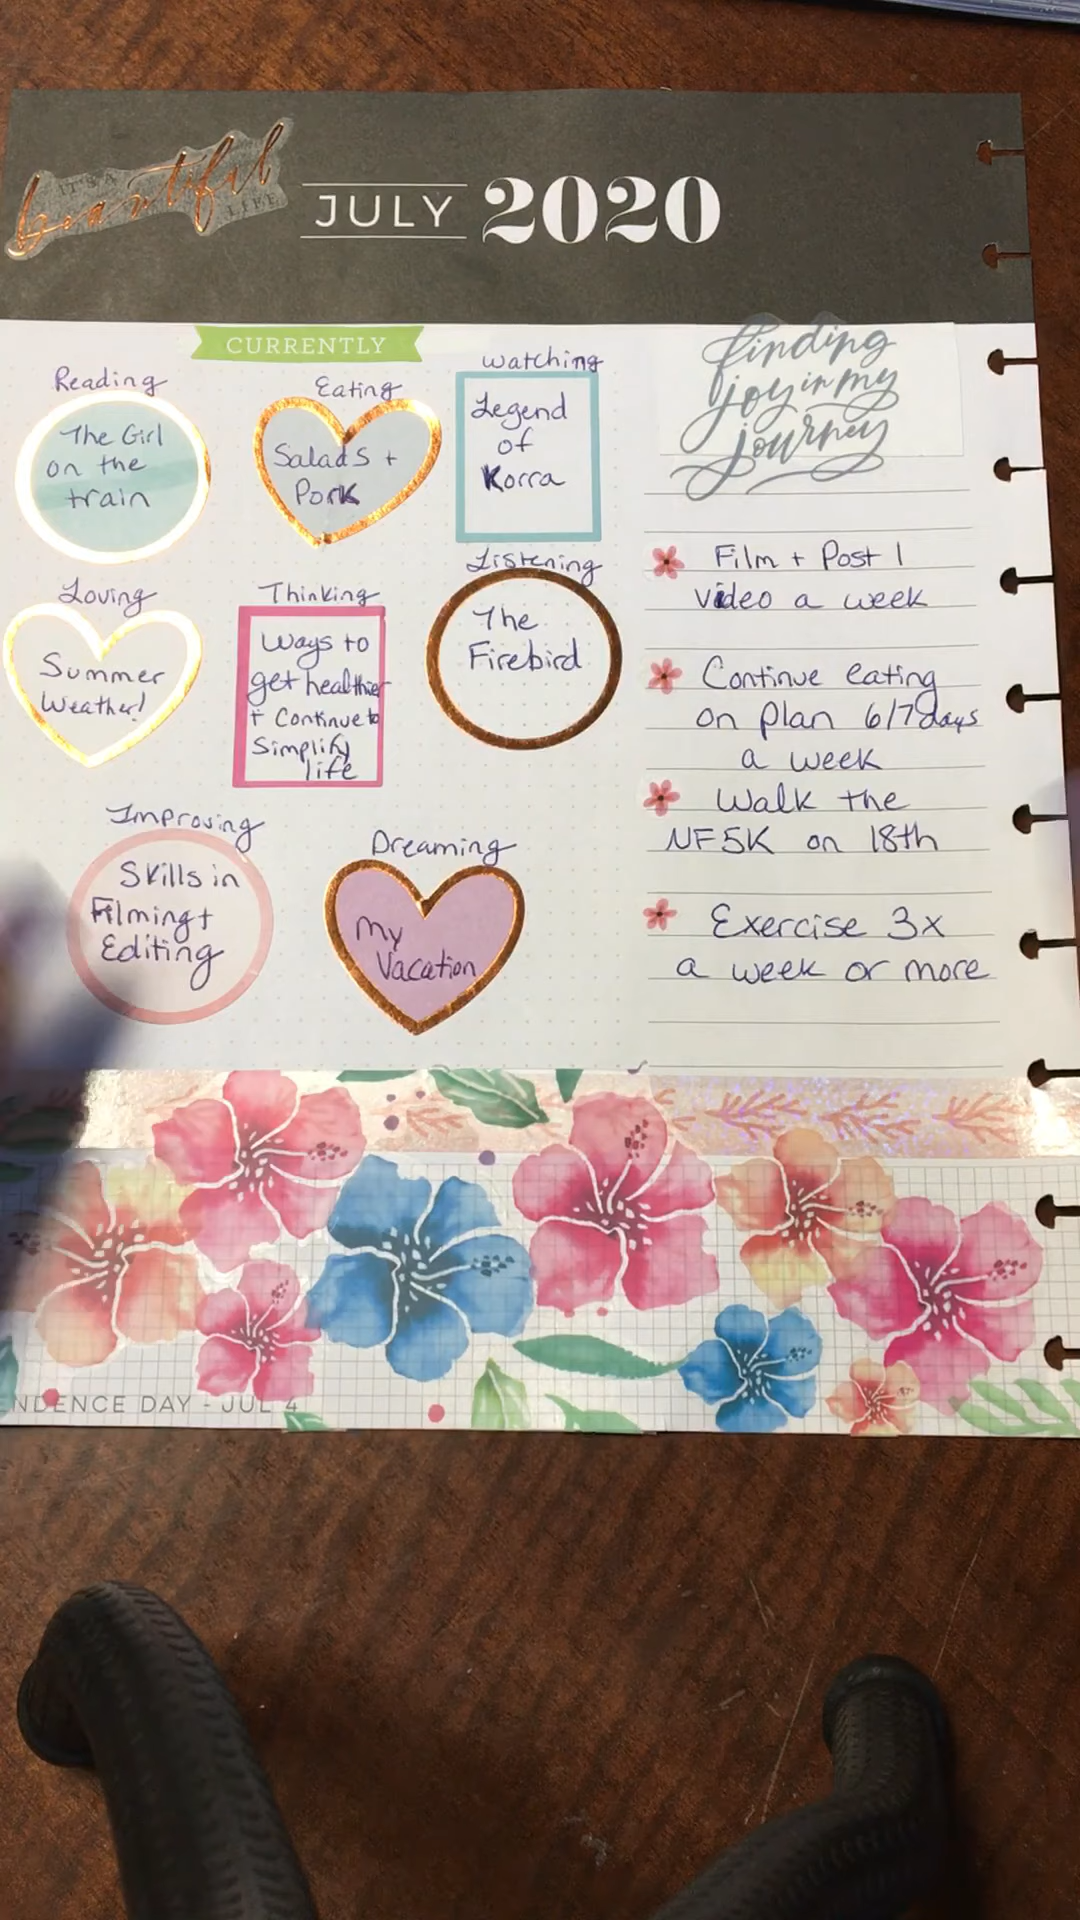 IT'S A
beautiful
LIFE
JULY 2020
CURRENTLY
Reading
The Girl
on the
train
Eating
Salads +
Pork
Watching
Legend
of
Korra
Loving
Summer
Weather!
Thinking
Ways to
get healthier
+ Continue to
Simplify
life
Listening
The
Firebird
Improving
Skills in
Filming +
Editing
Dreaming
My
Vacation
finding
joy in my
journey
Film + Post 1
video a week
Continue eating
on plan 6/7 days
a week
Walk the
NF5K on 18th
Exercise 3x
a week or more
NDENCE DAY - JUL 4